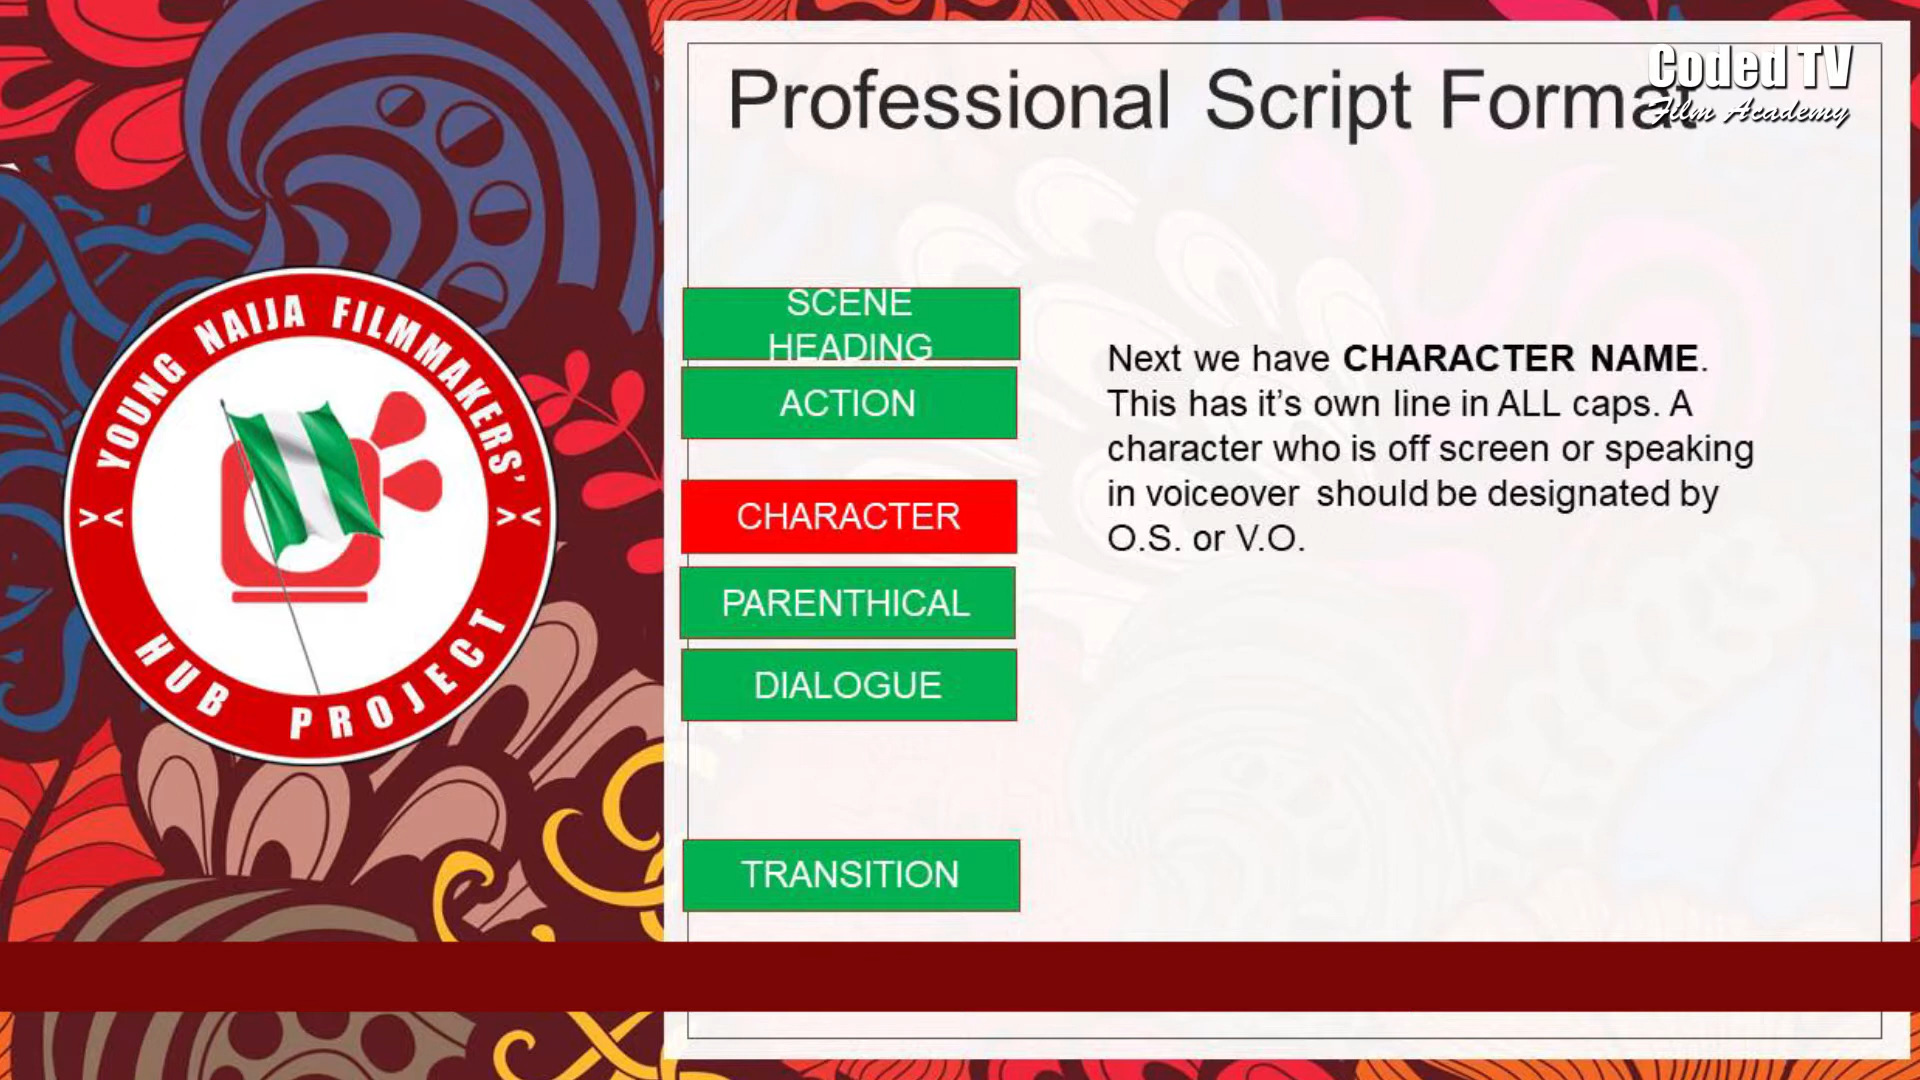 Coded TV
Film Academy
Professional Script Format
YOUNG NAIJA FILMMAKERS'
HUB PROJECT
SCENE
HEADING
ACTION
CHARACTER
PARENTHICAL
DIALOGUE
TRANSITION
Next we have CHARACTER NAME.
This has it’s own line in ALL caps. A
character who is off screen or speaking
in voiceover should be designated by
O.S. or V.O.